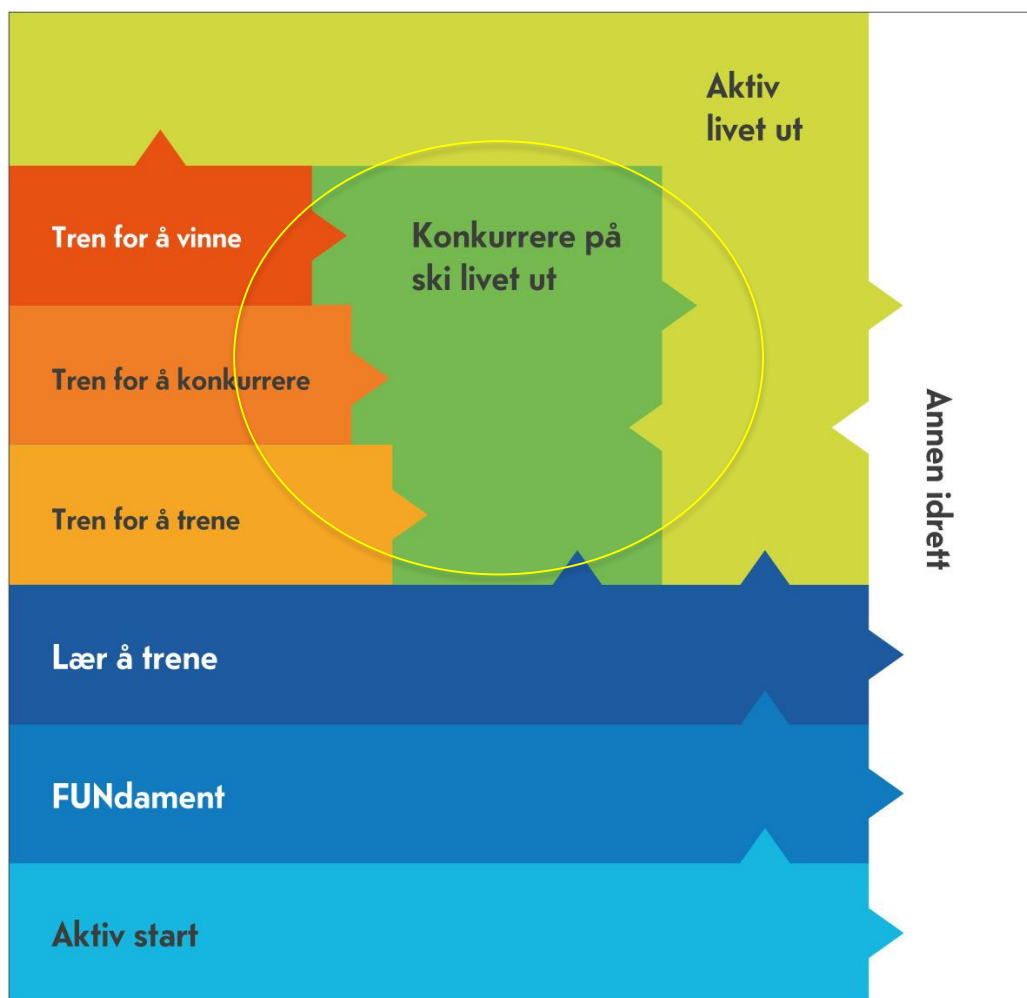 Aktiv
livet ut
Tren for å vinne
Konkurrere på
ski livet ut
Tren for å konkurrere
Annen idrett
Tren for å trene
Lær å trene
FUNdament
Aktiv start